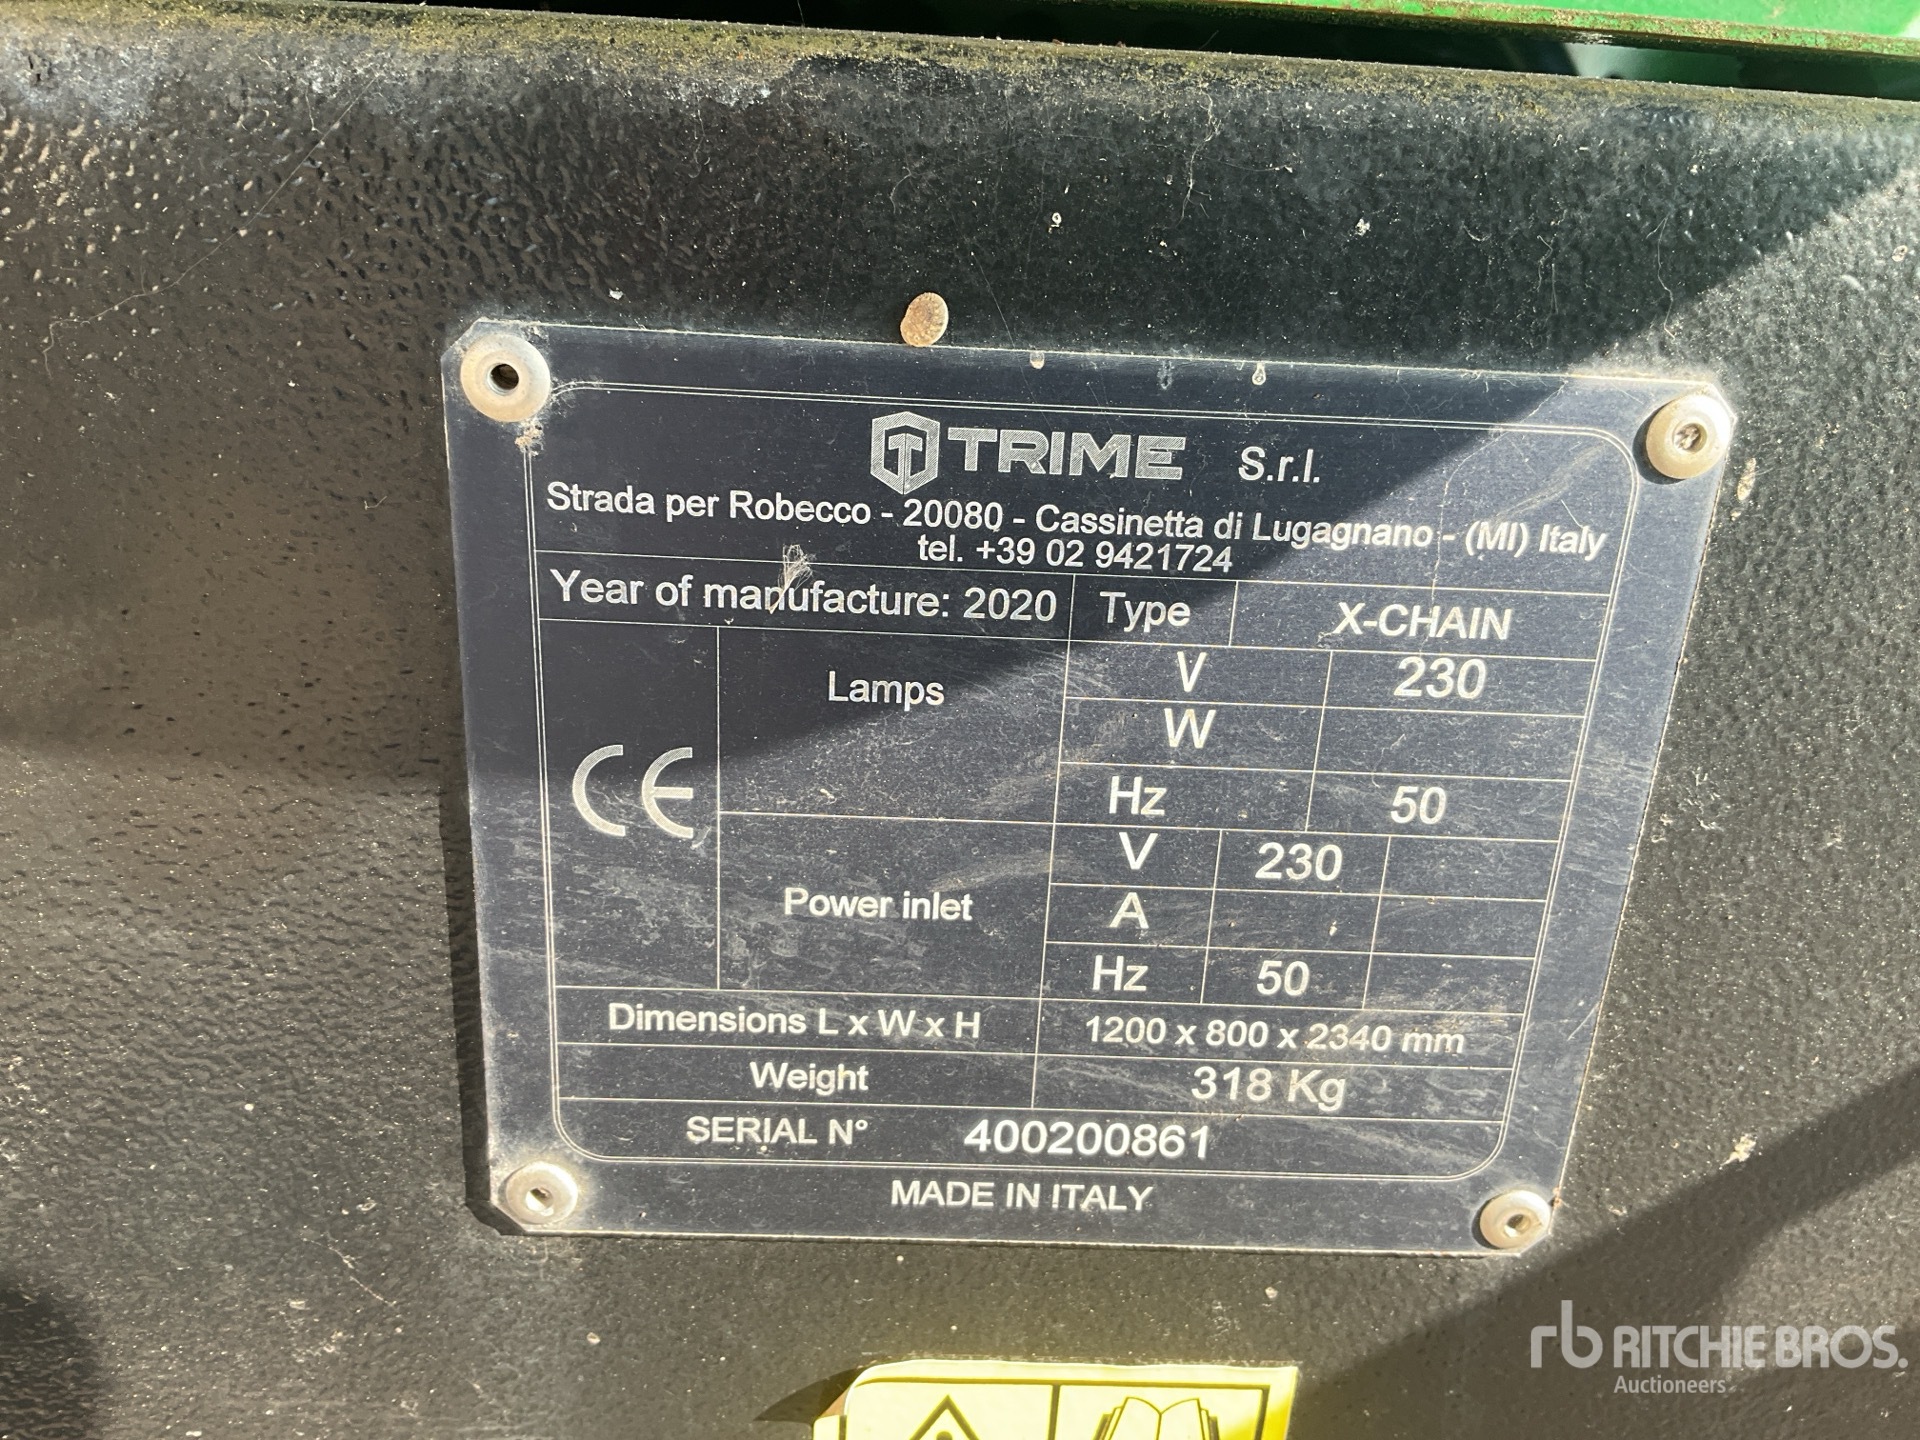 TRIME S.r.l.
Strada per Robecco - 20080 - Cassinetta di Lugagnano - (MI) Italy
tel. +39 02 9421724
Year of manufacture: 2020 Type X-CHAIN
Lamps V 230
W
Hz 50
CE
Power inlet V 230
A
Hz 50
Dimensions L x W x H 1200 x 800 x 2340 mm
Weight 318 Kg
SERIAL N° 400200861
MADE IN ITALY
rb RITCHIE BROS.
Auctioneers